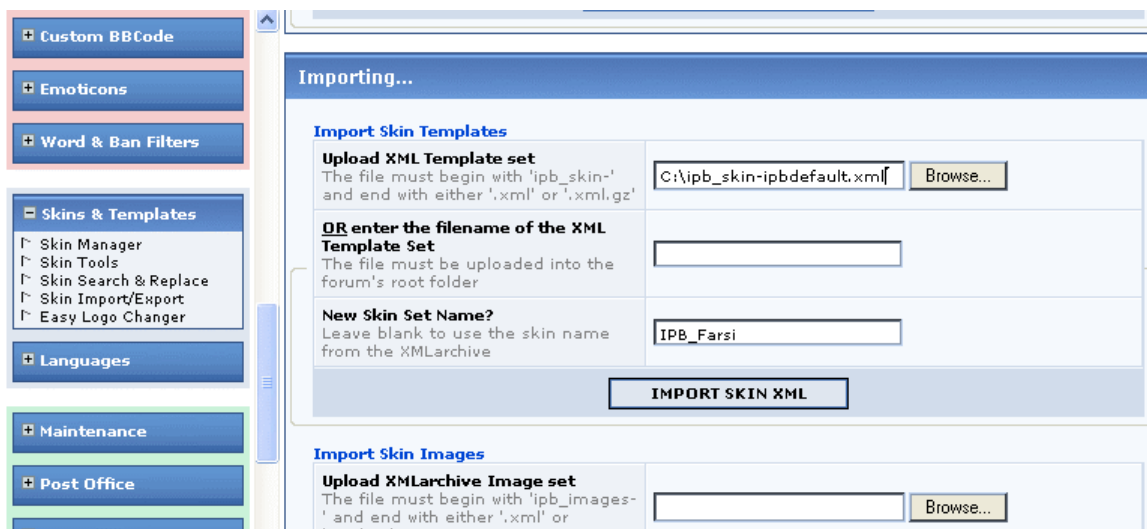 Custom BBCode
Emoticons
Word & Ban Filters
Skins & Templates
Skin Manager
Skin Tools
Skin Search & Replace
Skin Import/Export
Easy Logo Changer
Languages
Maintenance
Post Office
Importing...
Import Skin Templates
Upload XML Template set
The file must begin with 'ipb_skin-'
and end with either '.xml' or '.xml.gz'
C:\ipb_skin-ipbdefault.xml
Browse...
OR enter the filename of the XML
Template Set
The file must be uploaded into the
forum's root folder
New Skin Set Name?
Leave blank to use the skin name
from the XMLarchive
IPB_Farsi
IMPORT SKIN XML
Import Skin Images
Upload XMLarchive Image set
The file must begin with 'ipb_images-
' and end with either '.xml' or
Browse...